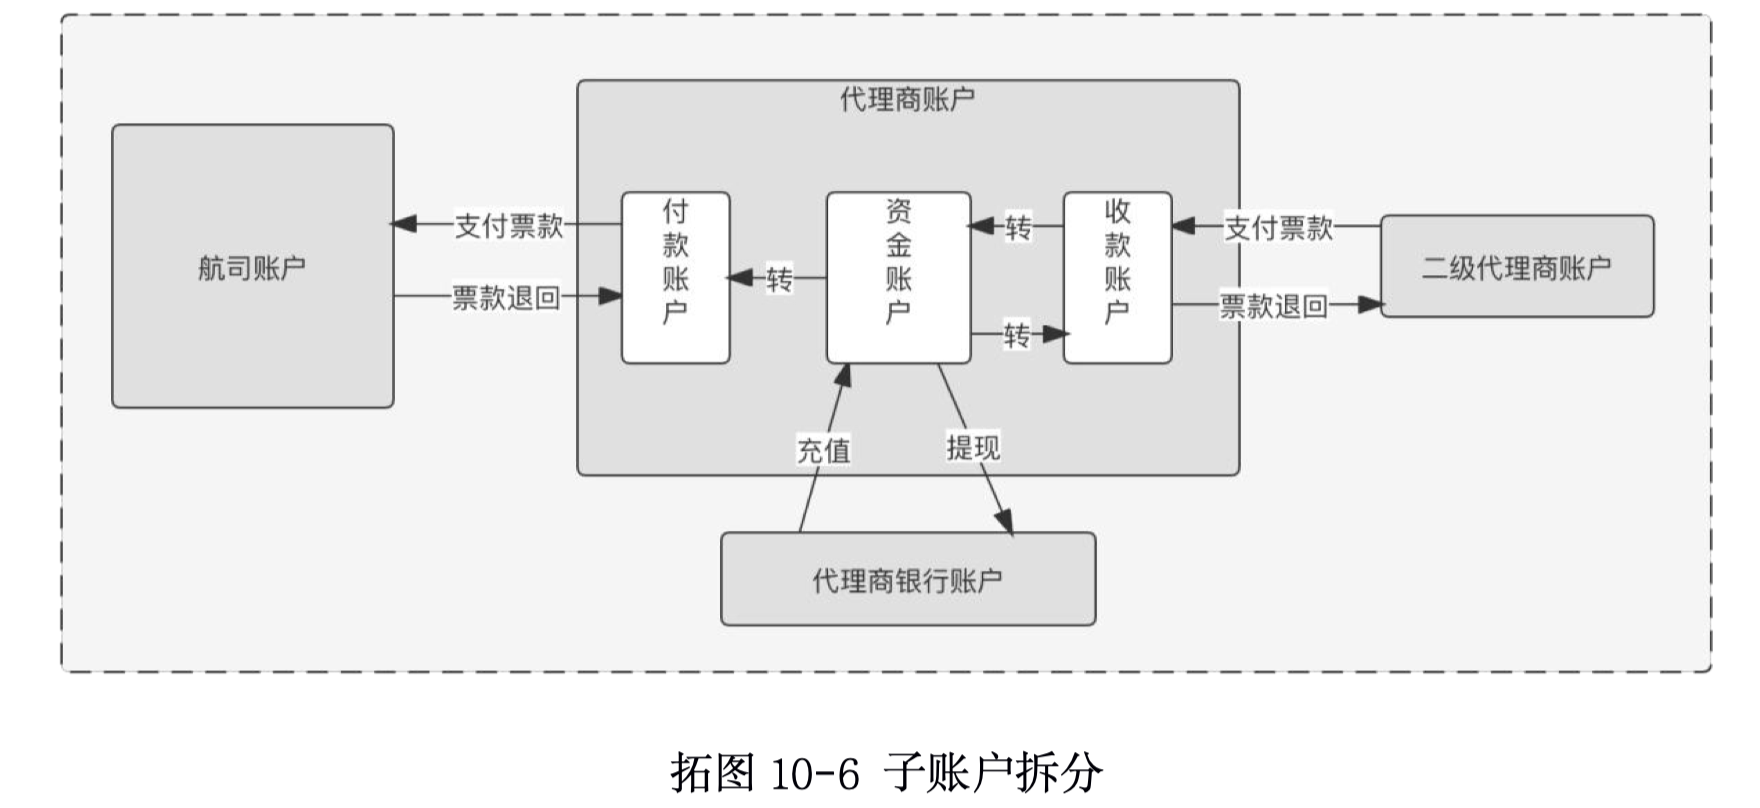 代理商账户
航司账户
支付票款
票款退回
付款账户
转
资金账户
转
转
收款账户
支付票款
票款退回
二级代理商账户
充值
提现
代理商银行账户
拓图 10-6 子账户拆分